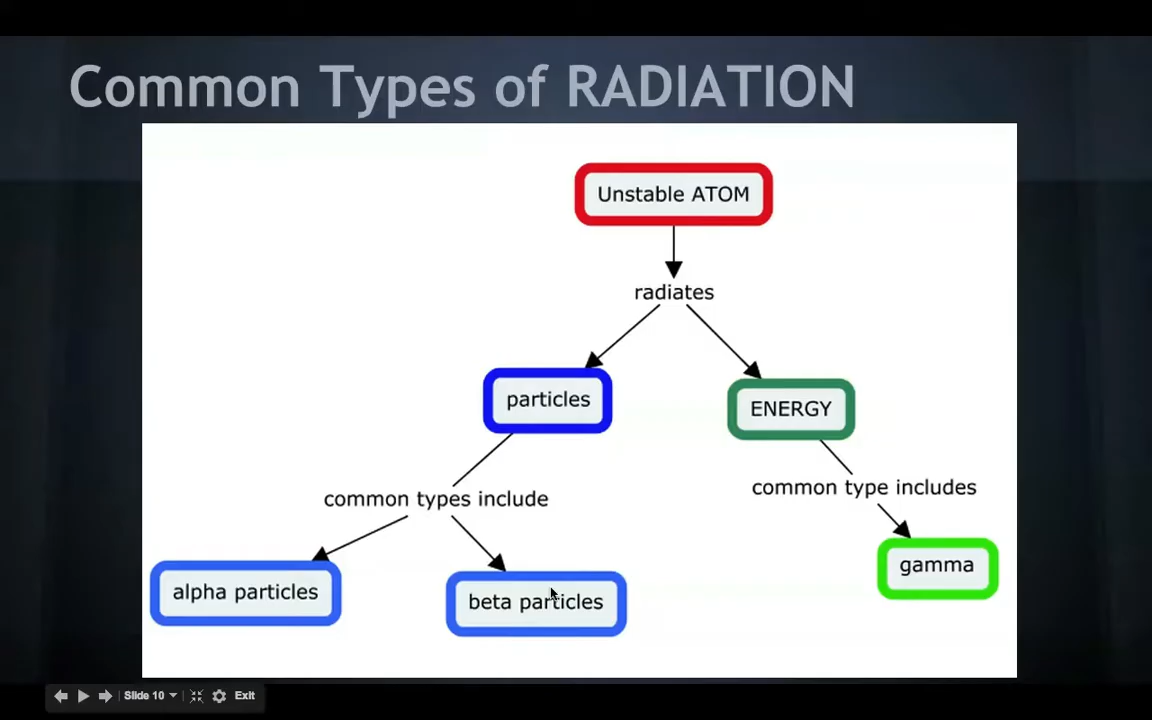 Common Types of RADIATION
Unstable ATOM
radiates
particles
ENERGY
common types include
common type includes
alpha particles
beta particles
gamma
Slide 10
Exit